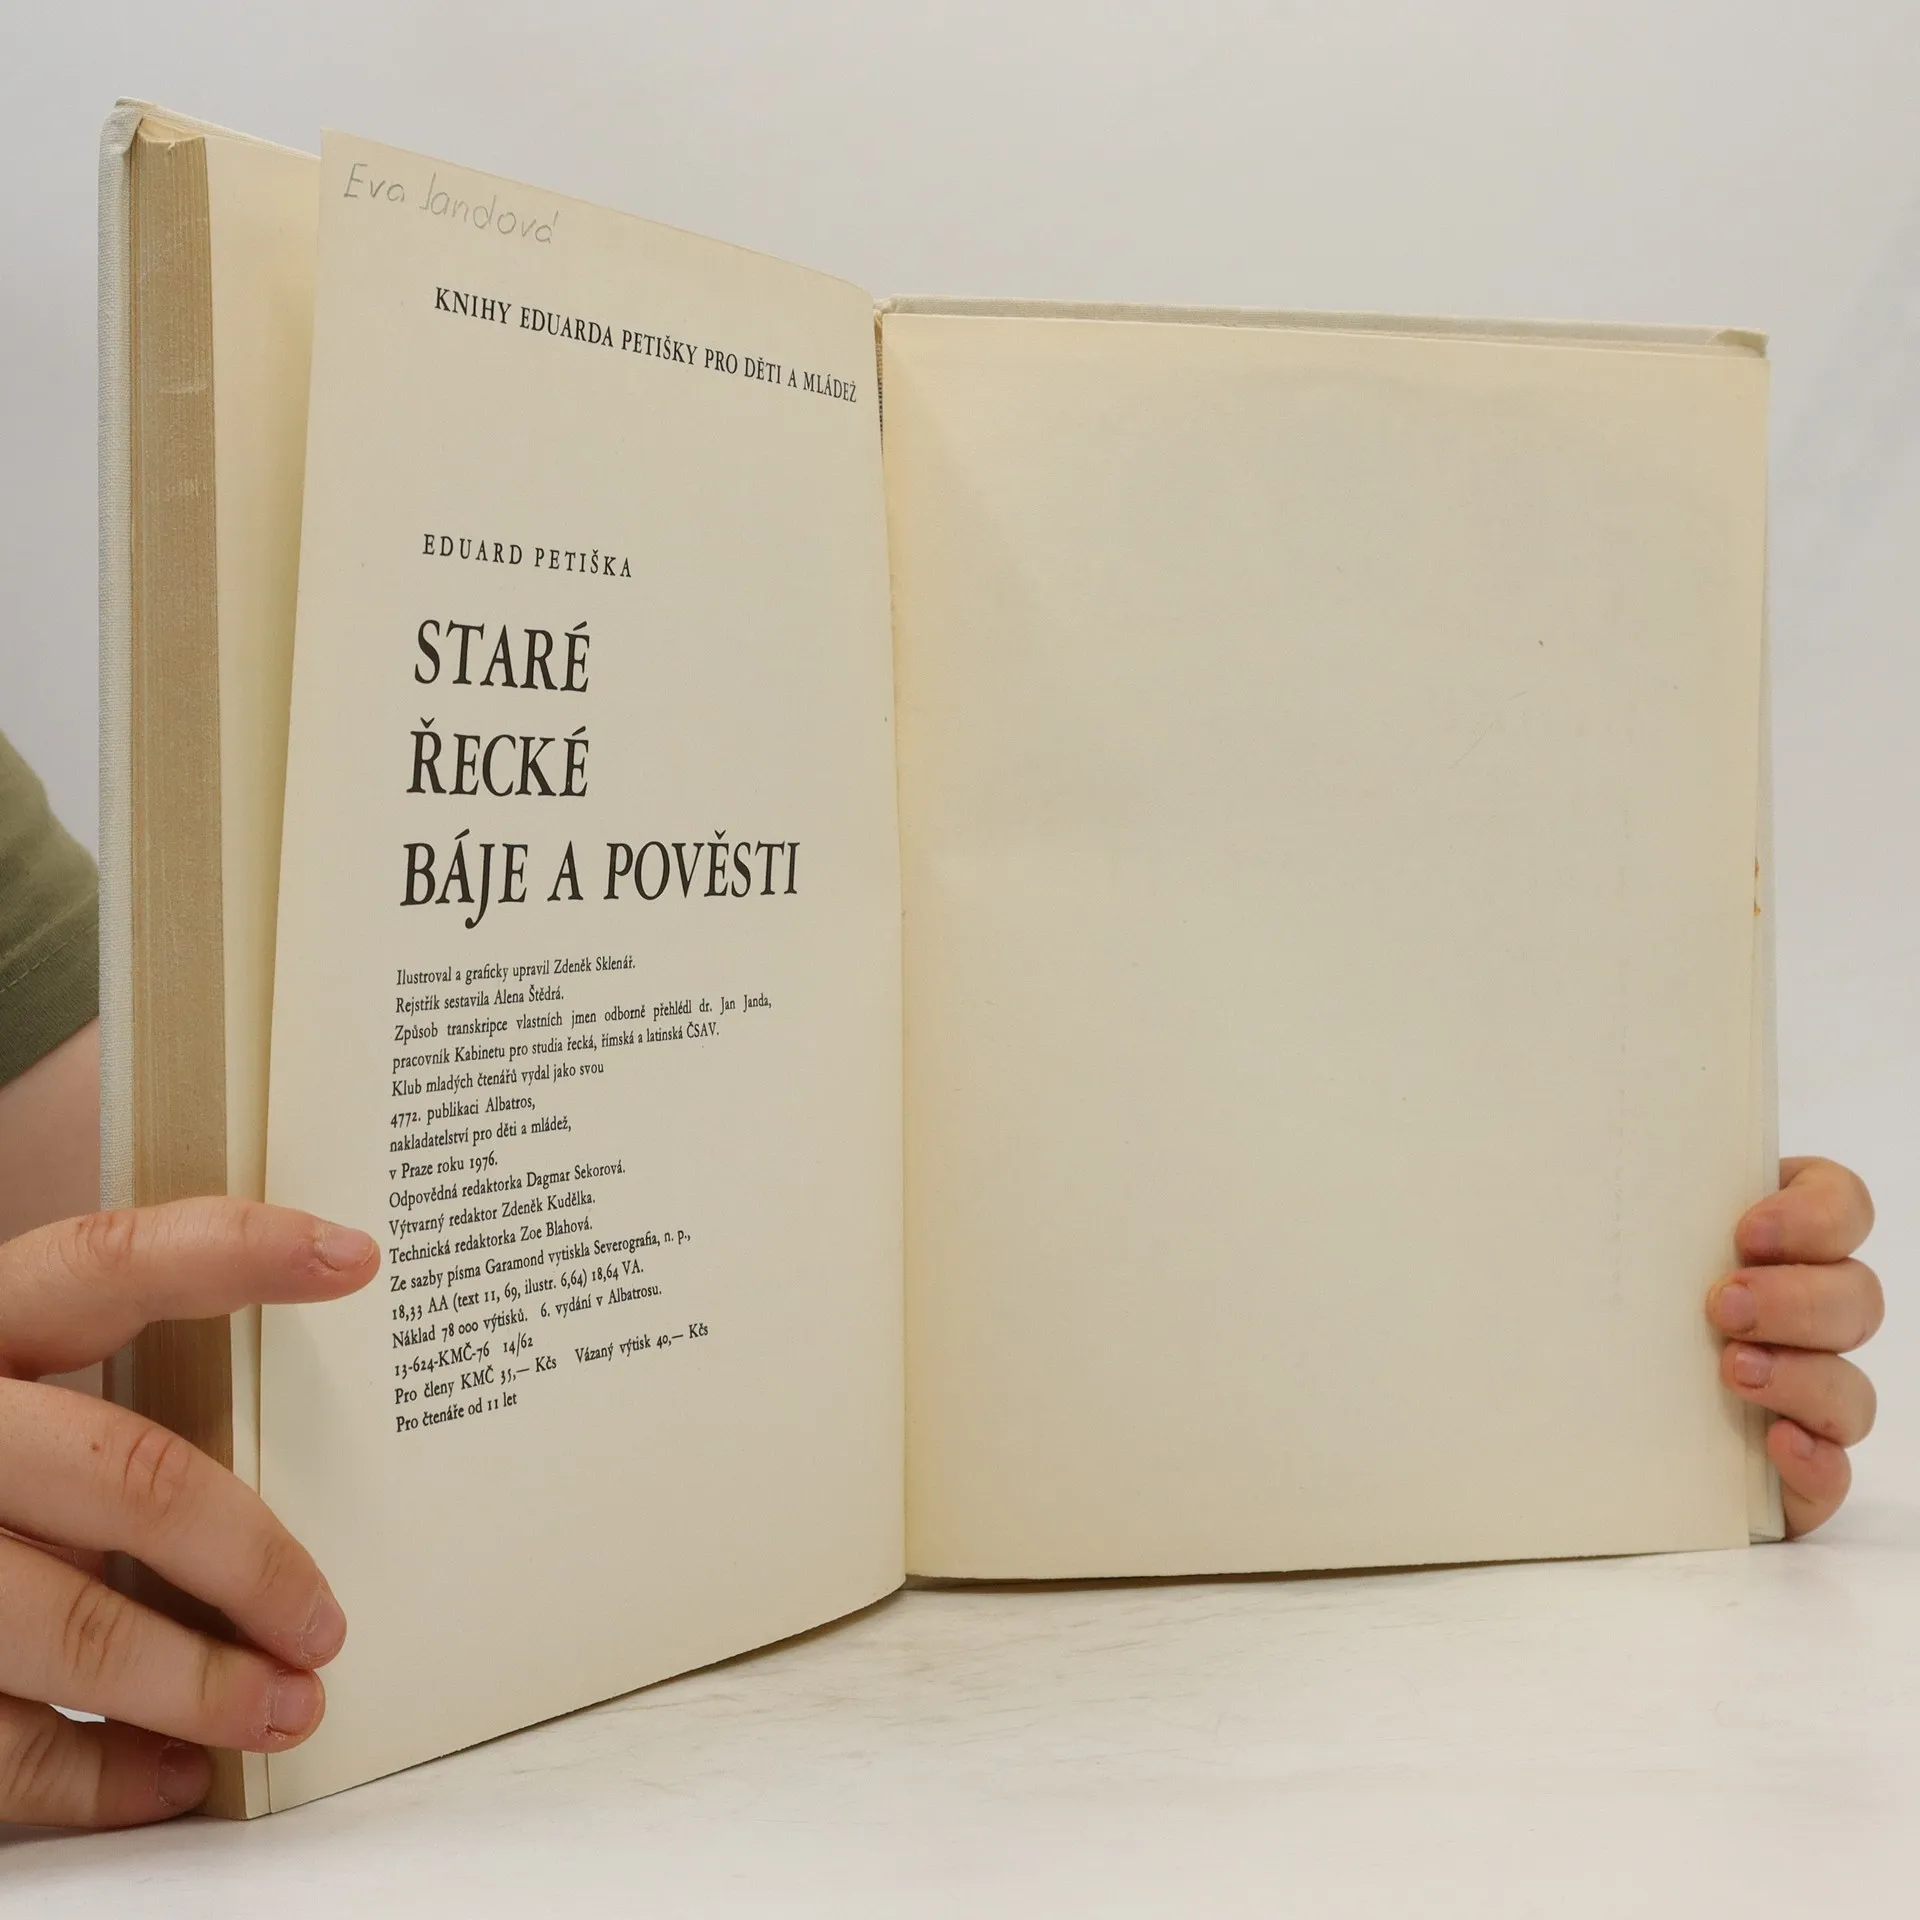 Eva Jandová
KNIHY EDUARDA PETIŠKY PRO DĚTI A MLÁDEŽ
EDUARD PETIŠKA
STARÉ
ŘECKÉ
BÁJE A POVĚSTI
Ilustroval a graficky upravil Zdeněk Sklenář.
Rejstřík sestavila Alena Štědrá.
Způsob transkripce vlastních jmen odborně přehlédl dr. Jan Janda,
pracovník Kabinetu pro studia řecká, římská a latinská ČSAV.
Klub mladých čtenářů vydal jako svou
4772. publikaci Albatros,
nakladatelství pro děti a mládež,
v Praze roku 1976.
Odpovědná redaktorka Dagmar Sekorová.
Výtvarný redaktor Zdeněk Kudělka.
Technická redaktorka Zoe Blahová.
Ze sazby písma Garamond vytiskla Severografia, n. p.,
18,33 AA (text 11, 69, ilustr. 6,64) 18,64 VA.
Náklad 78 000 výtisků. 6. vydání v Albatrosu.
13-624-KMČ-76 14/62
Pro členy KMČ 35,— Kčs Vázaný výtisk 40,— Kčs
Pro čtenáře od 11 let